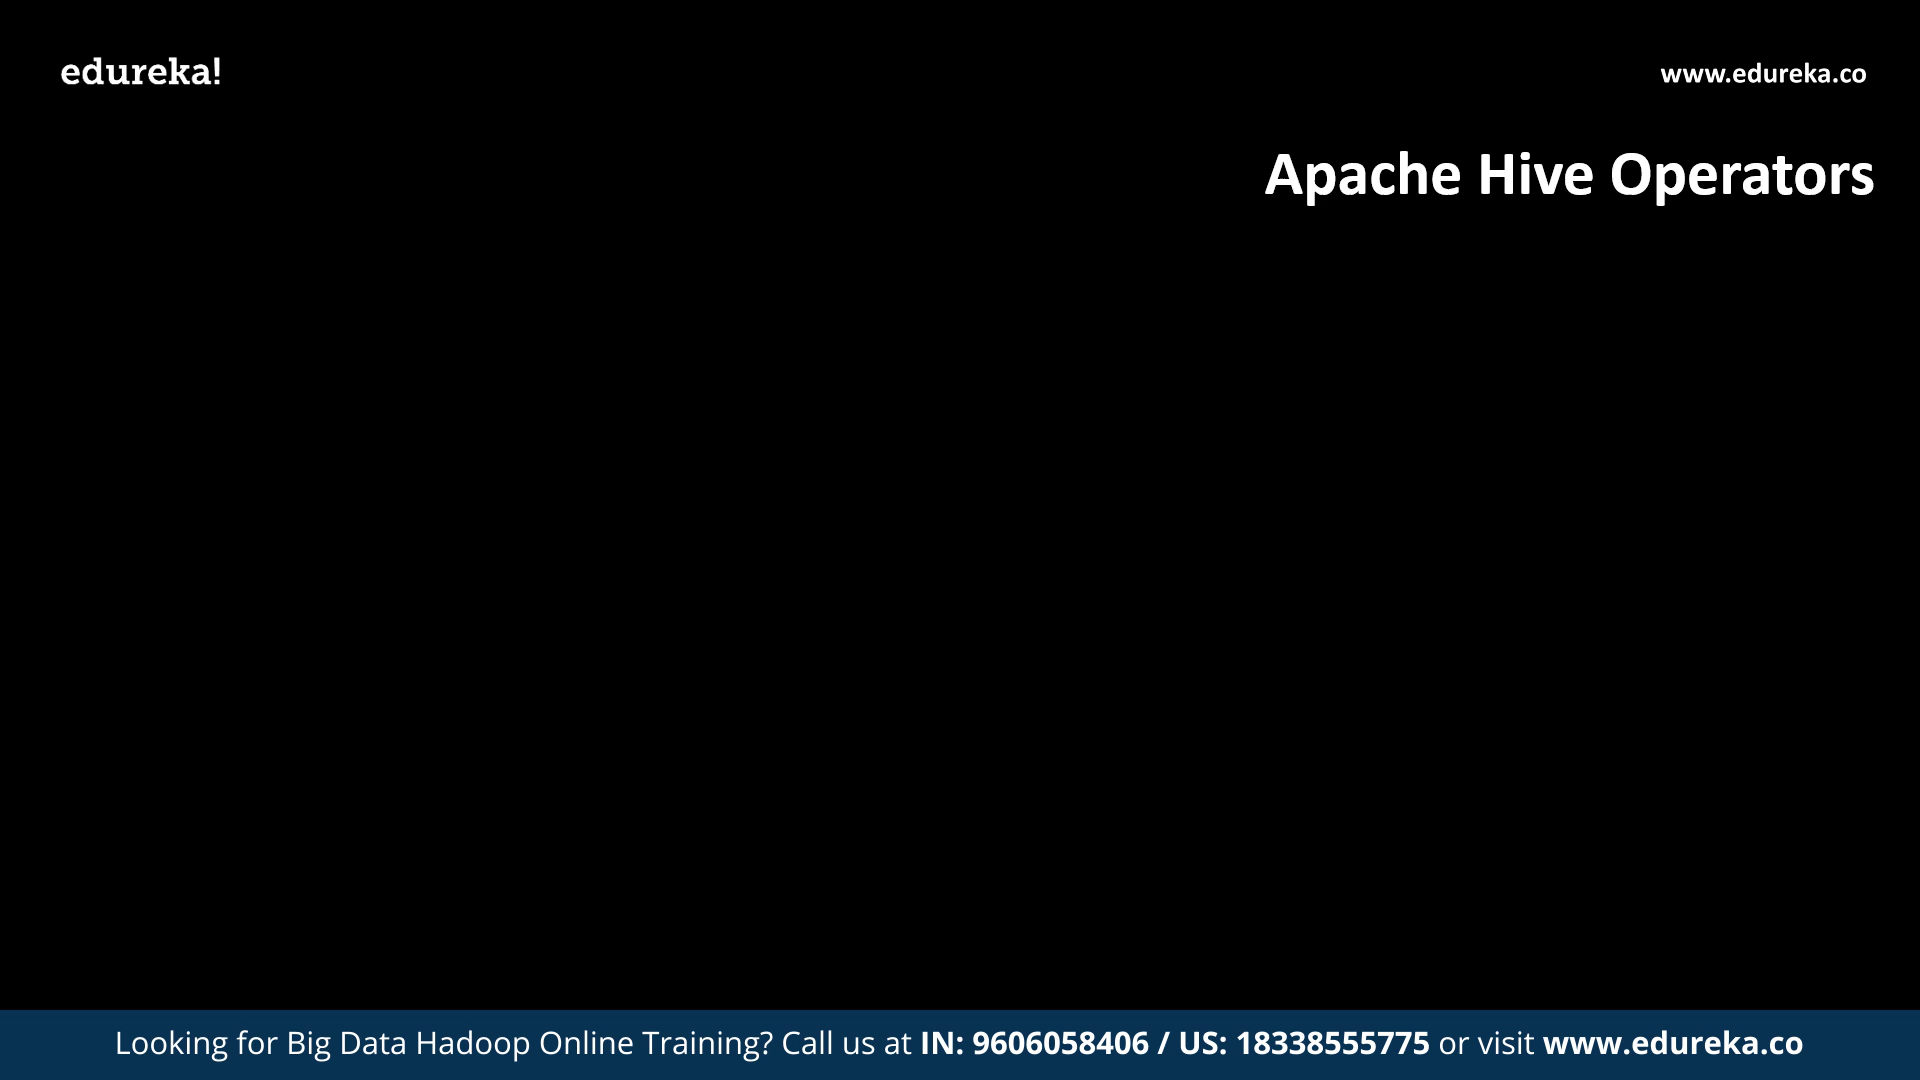 edureka!
www.edureka.co
Apache Hive Operators
Looking for Big Data Hadoop Online Training? Call us at IN: 9606058406 / US: 18338555775 or visit www.edureka.co